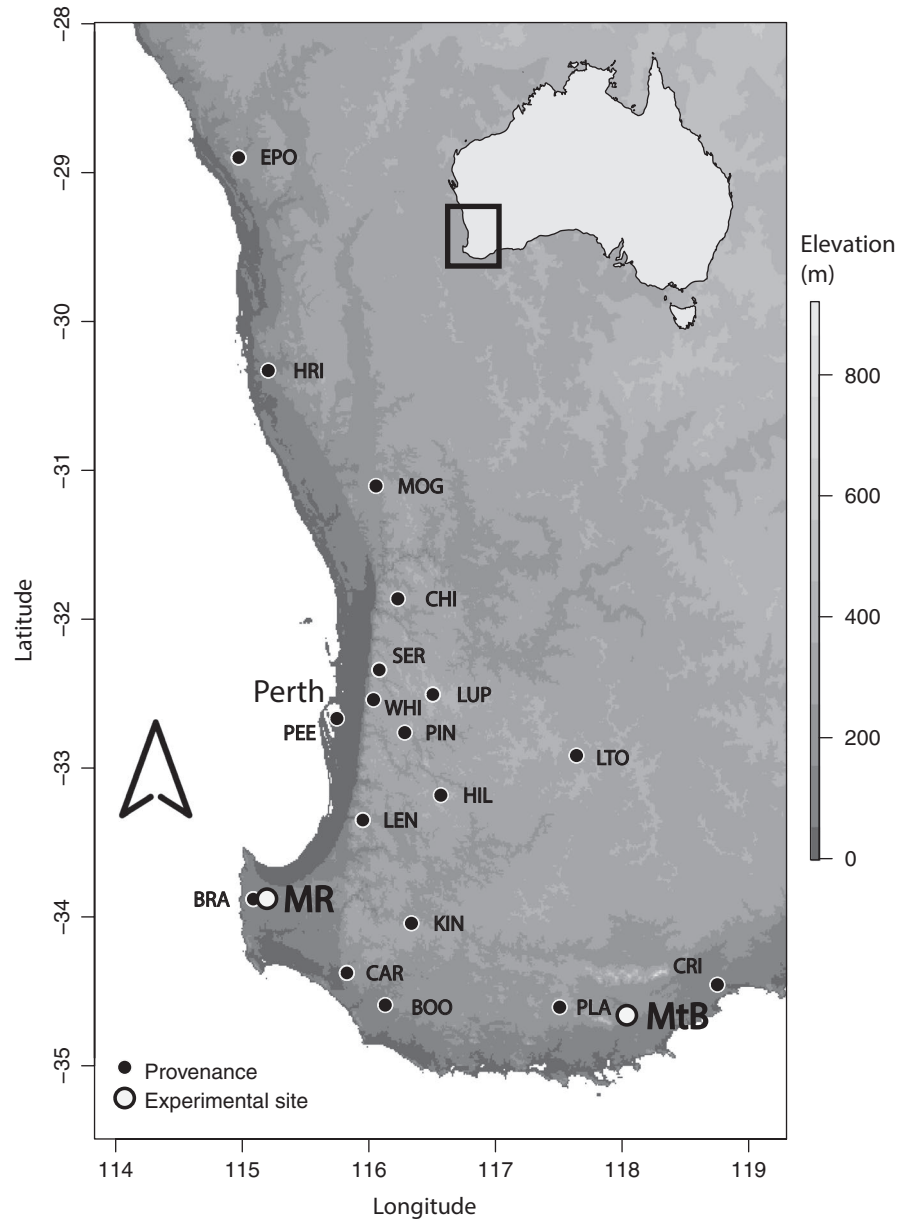 −28
−29
−30
−31
−32
−33
−34
−35
Latitude
EPO
HRI
MOG
CHI
SER
LUP
Perth
WHI
PEE
PIN
LTO
HIL
LEN
BRA
MR
KIN
CRI
CAR
BOO
PLA
MtB
Provenance
Experimental site
114 115 116 117 118 119
Longitude
Elevation
(m)
800
600
400
200
0